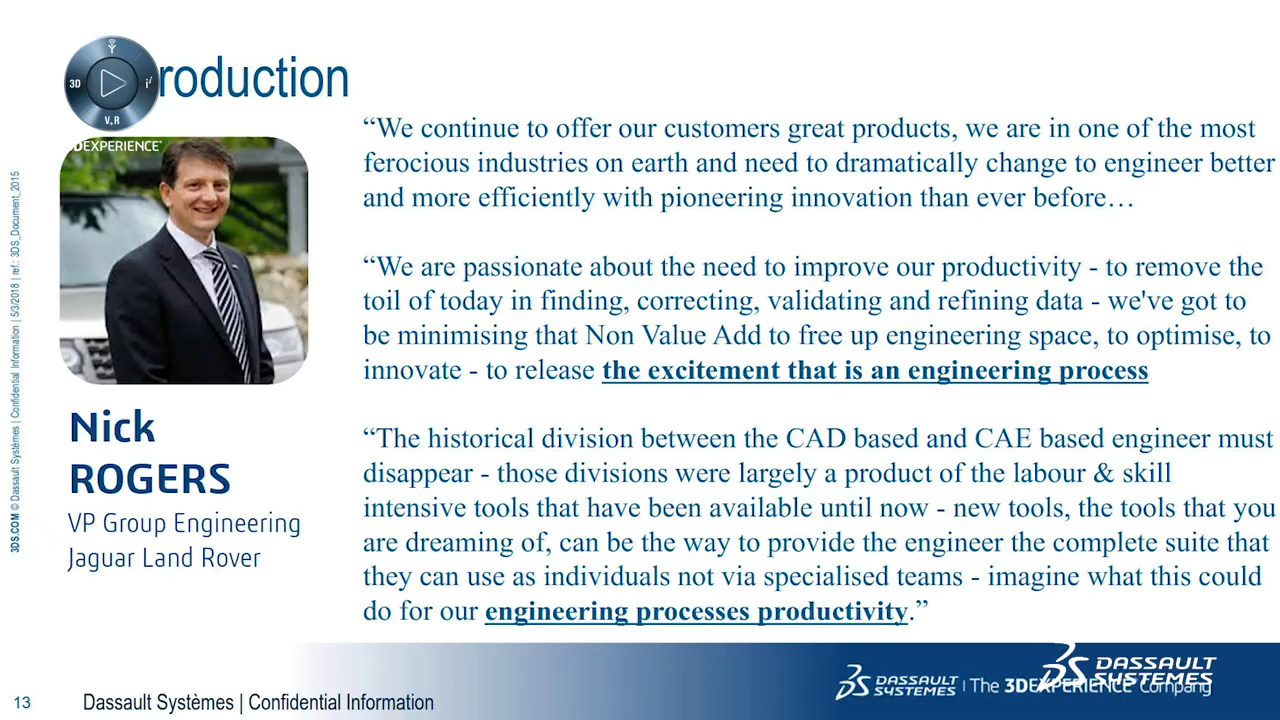 roduction
3D
i
V,R
3DEXPERIENCE
“We continue to offer our customers great products, we are in one of the most
ferocious industries on earth and need to dramatically change to engineer better
and more efficiently with pioneering innovation than ever before…
“We are passionate about the need to improve our productivity - to remove the
toil of today in finding, correcting, validating and refining data - we've got to
be minimising that Non Value Add to free up engineering space, to optimise, to
innovate - to release the excitement that is an engineering process
“The historical division between the CAD based and CAE based engineer must
disappear - those divisions were largely a product of the labour & skill
intensive tools that have been available until now - new tools, the tools that you
are dreaming of, can be the way to provide the engineer the complete suite that
they can use as individuals not via specialised teams - imagine what this could
do for our engineering processes productivity.”
Nick
ROGERS
VP Group Engineering
Jaguar Land Rover
3DS.COM © Dassault Systèmes | Confidential Information | 5/3/2018 | ref.: 3DS_Document_2015
13
Dassault Systèmes | Confidential Information
DASSAULT
SYSTEMES | The 3DEXPERIENCE Company
DASSAULT
SYSTEMES